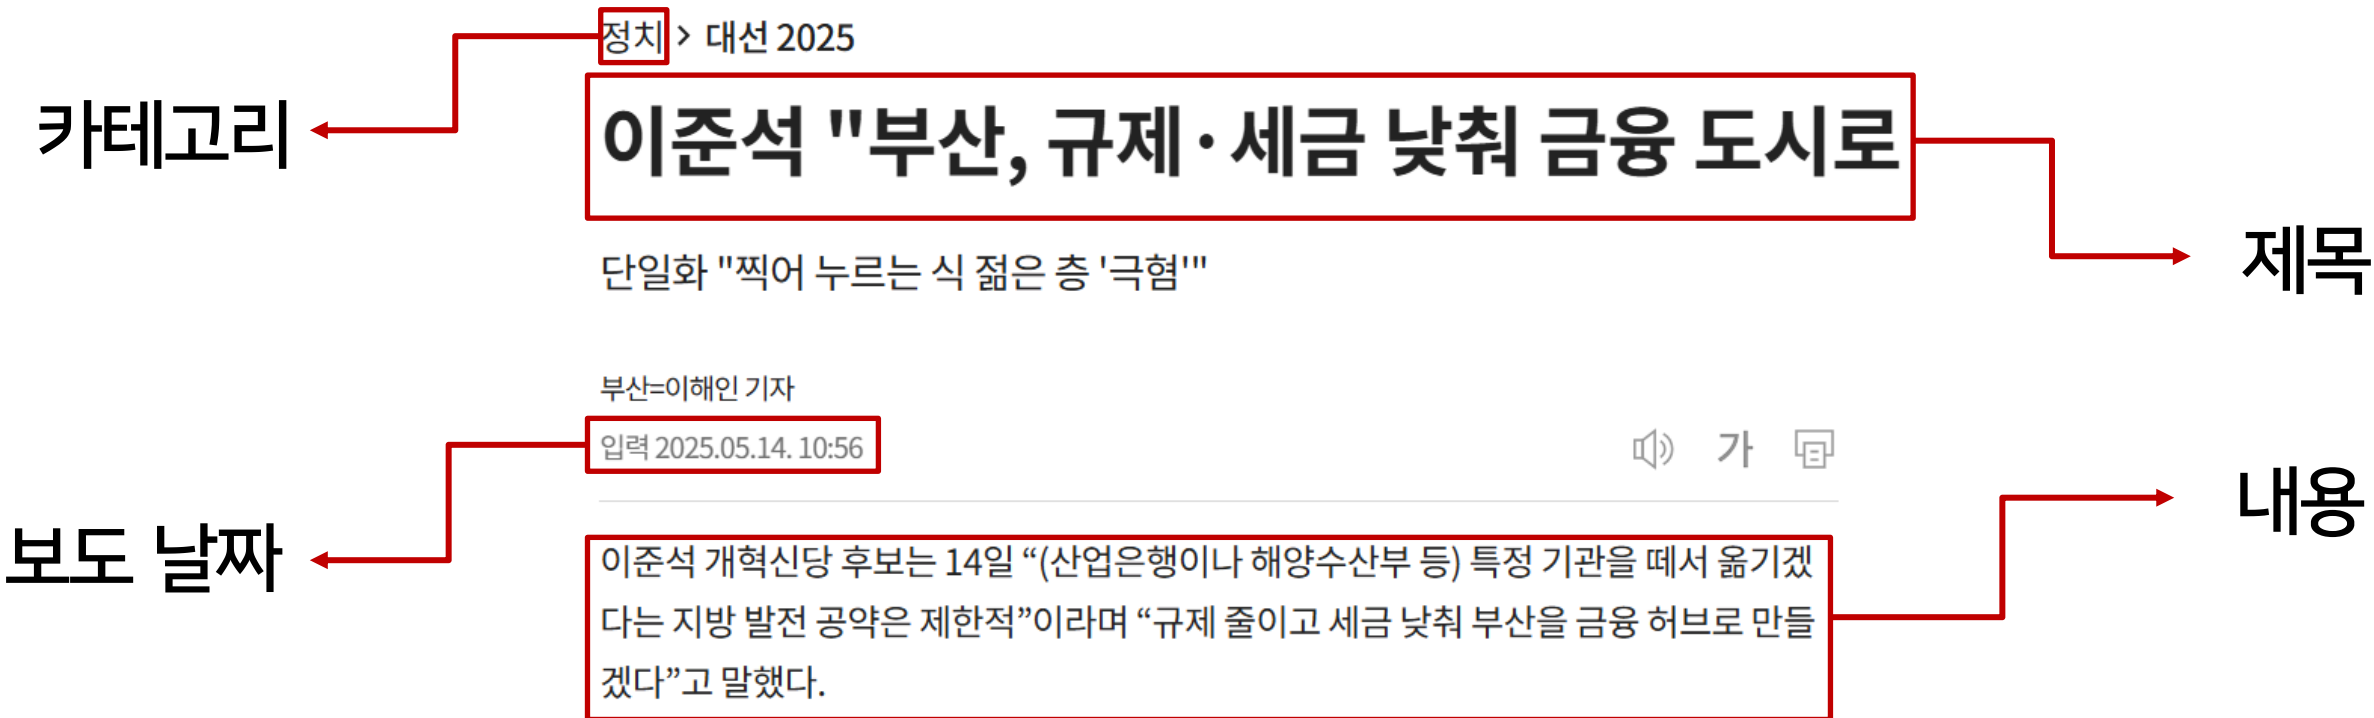 정치 > 대선 2025
카테고리
이준석 "부산, 규제·세금 낮춰 금융 도시로
제목
단일화 "찍어 누르는 식 젊은 층 '극혐'"
부산=이해인 기자
입력 2025.05.14. 10:56
가
보도 날짜
내용
이준석 개혁신당 후보는 14일 “(산업은행이나 해양수산부 등) 특정 기관을 떼서 옮기겠
다는 지방 발전 공약은 제한적”이라며 “규제 줄이고 세금 낮춰 부산을 금융 허브로 만들
겠다”고 말했다.